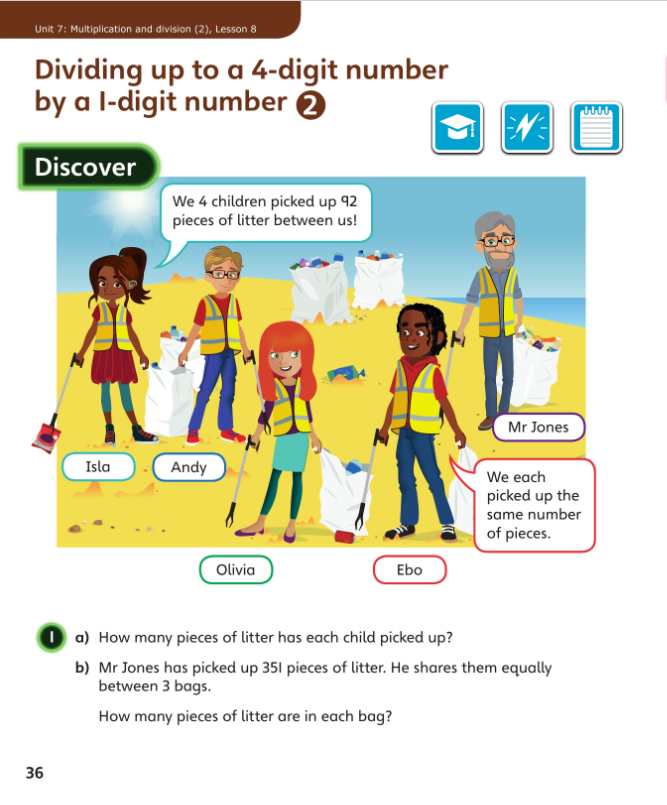 Unit 7: Multiplication and division (2), Lesson 8
Dividing up to a 4-digit number
by a 1-digit number 2
Discover
We 4 children picked up 92
pieces of litter between us!
Mr Jones
Isla
Andy
We each
picked up the
same number
of pieces.
Olivia
Ebo
1 a) How many pieces of litter has each child picked up?
b) Mr Jones has picked up 351 pieces of litter. He shares them equally
between 3 bags.
How many pieces of litter are in each bag?
36